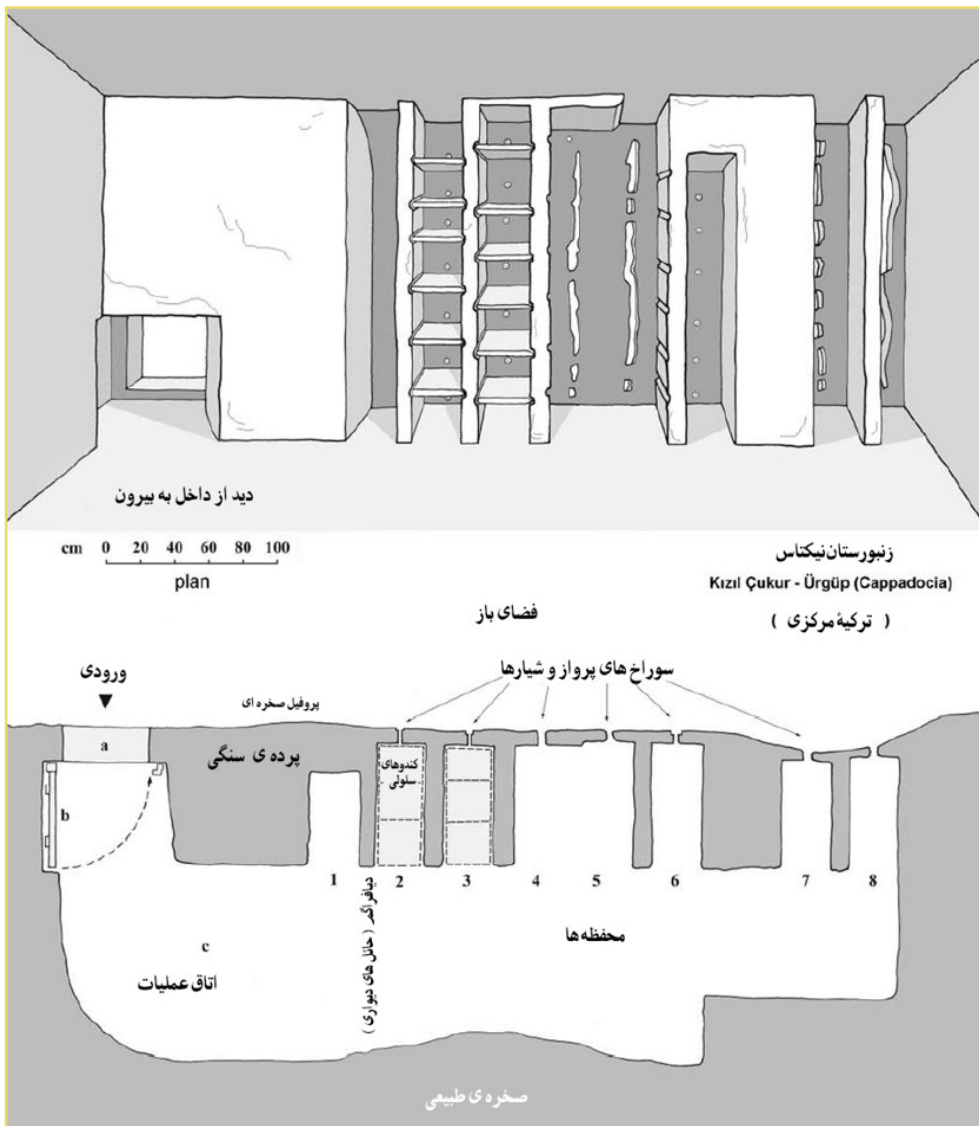 دید از داخل به بیرون
cm 0 20 40 60 80 100
plan
زنبورستان نیکتاس
Kızıl Çukur - Ürgüp (Cappadocia)
( ترکیهٔ مرکزی )
فضای باز
ورودی
سوراخ های پرواز و شیارها
پروفیل صخره ای
a
پرده ی سنگی
کندوهای
سلولی
b
1 2 3 4 5 6 7 8
دیافراگم (حائل های دیواری)
محفظه ها
c
اتاق عملیات
صخره ی طبیعی